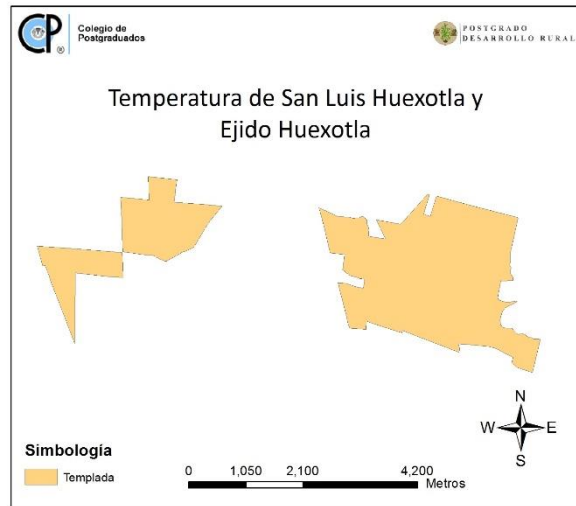 CP
®
Colegio de
Postgraduados
POSTGRADO
DESARROLLO RURAL
Temperatura de San Luis Huexotla y
Ejido Huexotla
N
W E
S
Simbología
Templada
0 1,050 2,100 4,200
Metros